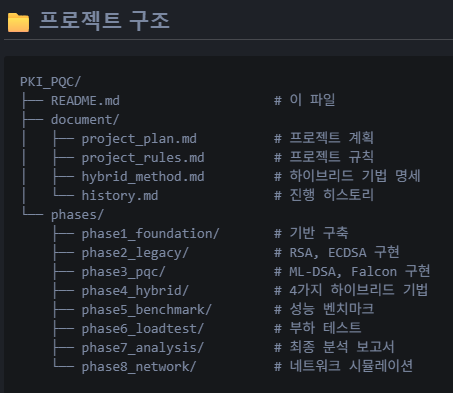 📁 프로젝트 구조
PKI_PQC/
├── README.md                    # 이 파일
├── document/
│   ├── project_plan.md          # 프로젝트 계획
│   ├── project_rules.md         # 프로젝트 규칙
│   ├── hybrid_method.md         # 하이브리드 기법 명세
│   └── history.md               # 진행 히스토리
└── phases/
    ├── phase1_foundation/       # 기반 구축
    ├── phase2_legacy/           # RSA, ECDSA 구현
    ├── phase3_pqc/              # ML-DSA, Falcon 구현
    ├── phase4_hybrid/           # 4가지 하이브리드 기법
    ├── phase5_benchmark/        # 성능 벤치마크
    ├── phase6_loadtest/         # 부하 테스트
    ├── phase7_analysis/         # 최종 분석 보고서
    └── phase8_network/          # 네트워크 시뮬레이션